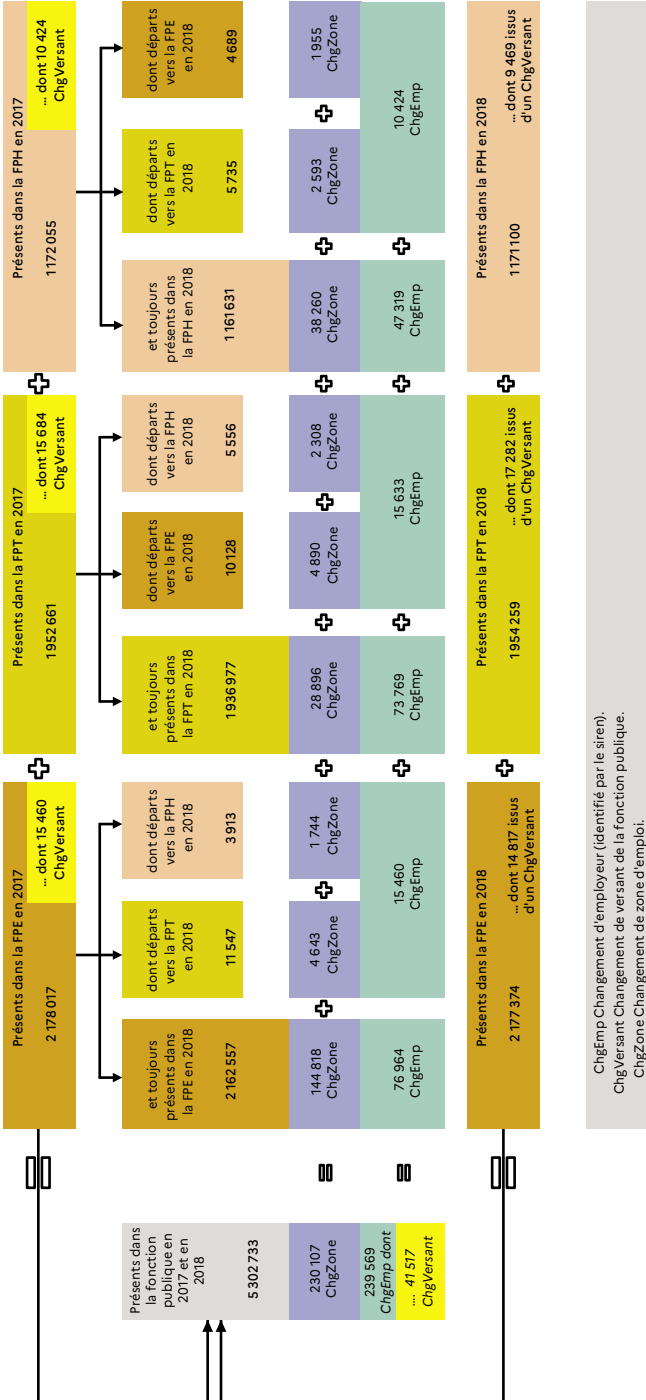 Présents dans la FPE en 2017
2 178 017
... dont 15 460
ChgVersant
Présents dans la FPT en 2017
1 952 661
... dont 15 684
ChgVersant
Présents dans la FPH en 2017
1 172 055
... dont 10 424
ChgVersant
Présents dans
la fonction
publique en
2017 et en
2018
5 302 733
et toujours
présents dans
la FPE en 2018
2 162 557
dont départs
vers la FPT
en 2018
11 547
dont départs
vers la FPH
en 2018
3 913
et toujours
présents dans
la FPT en 2018
1 936 977
dont départs
vers la FPE
en 2018
10 128
dont départs
vers la FPH
en 2018
5 556
et toujours
présents dans
la FPH en 2018
1 161 631
dont départs
vers la FPT en
2018
5 735
dont départs
vers la FPE
en 2018
4 689
230 107
ChgZone
=
144 818
ChgZone
+
4 643
ChgZone
+
1 744
ChgZone
+
28 896
ChgZone
+
4 890
ChgZone
+
2 308
ChgZone
+
38 260
ChgZone
+
2 593
ChgZone
+
1 955
ChgZone
239 569
ChgEmp dont
.... 41 517
ChgVersant
=
76 964
ChgEmp
15 460
ChgEmp
+
73 769
ChgEmp
+
15 633
ChgEmp
+
47 319
ChgEmp
+
10 424
ChgEmp
Présents dans la FPE en 2018
2 177 374
... dont 14 817 issus
d'un ChgVersant
+
Présents dans la FPT en 2018
1 954 259
... dont 17 282 issus
d'un ChgVersant
+
Présents dans la FPH en 2018
1 171 100
... dont 9 469 issus
d'un ChgVersant
ChgEmp Changement d'employeur (identifié par le siren).
ChgVersant Changement de versant de la fonction publique.
ChgZone Changement de zone d'emploi.